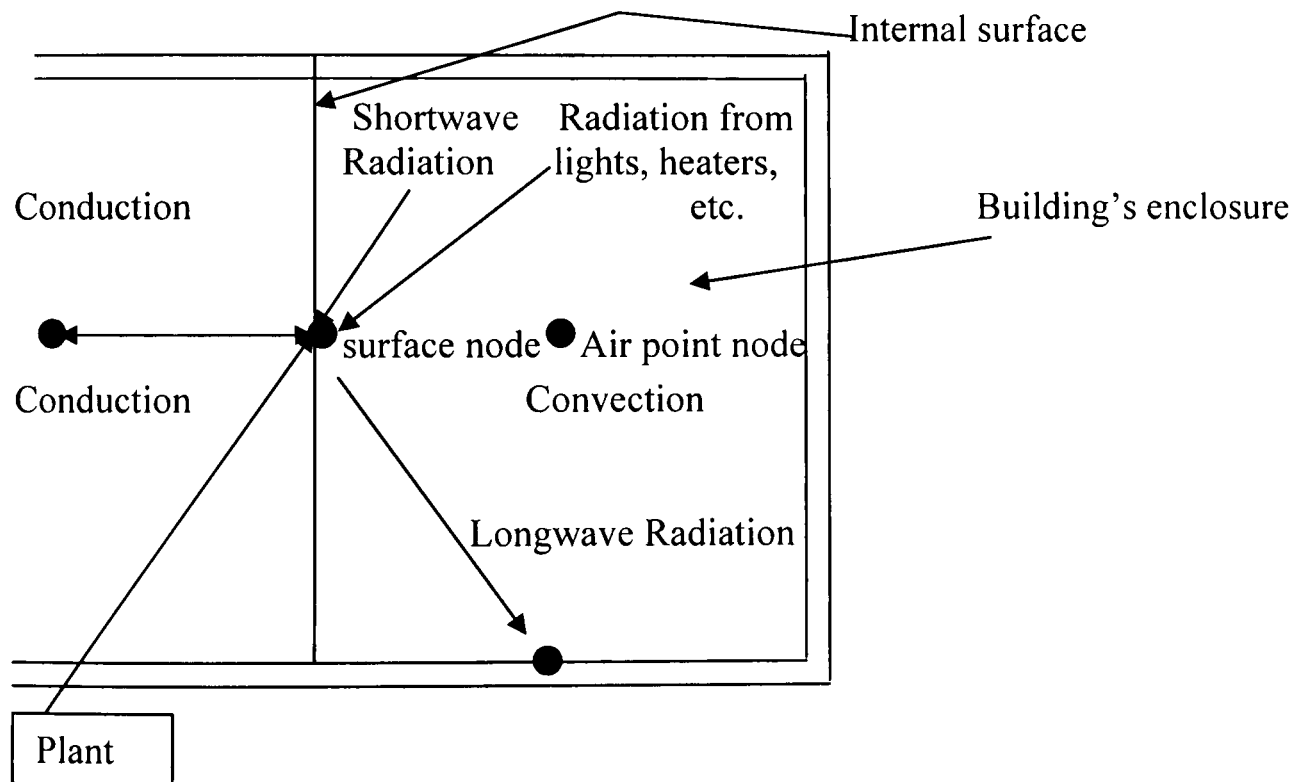 Internal surface
Shortwave
Radiation
Radiation from
lights, heaters,
etc.
Conduction
Building's enclosure
surface node
Air point node
Conduction
Convection
Longwave Radiation
Plant